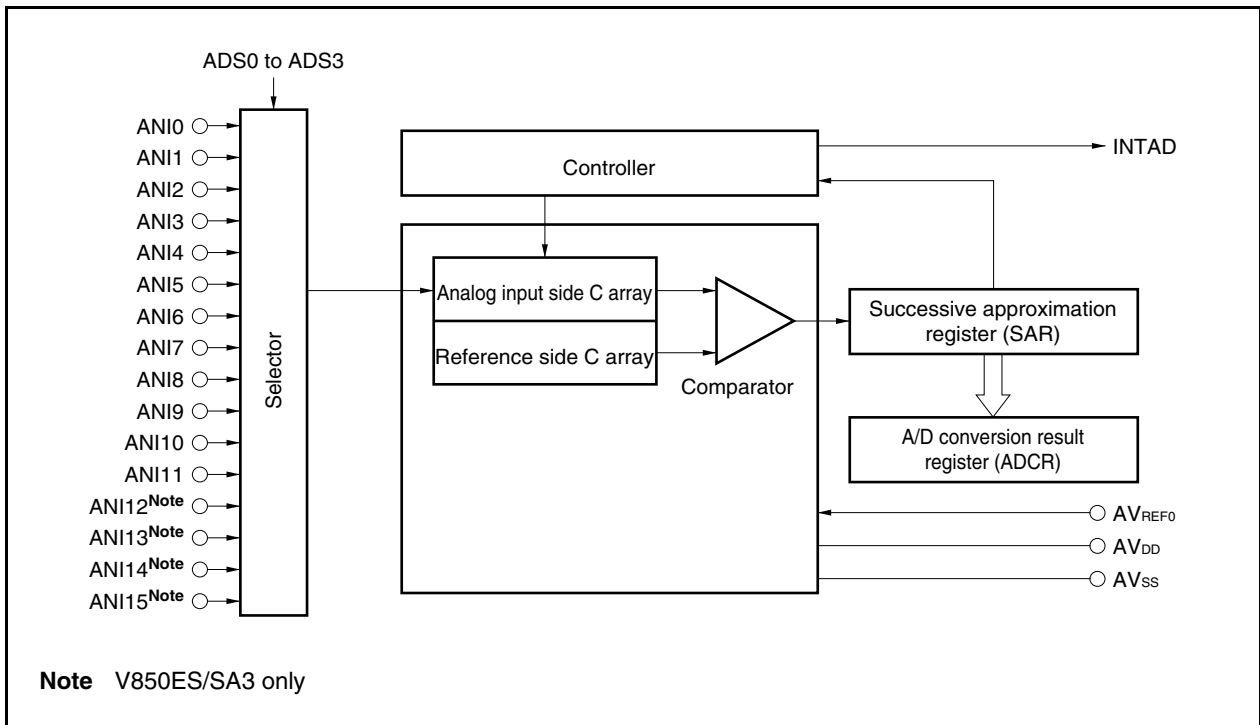 ADS0 to ADS3
ANI0
ANI1
ANI2
ANI3
ANI4
ANI5
ANI6
ANI7
ANI8
ANI9
ANI10
ANI11
ANI12Note
ANI13Note
ANI14Note
ANI15Note
Selector
Controller
INTAD
Analog input side C array
Reference side C array
Comparator
Successive approximation
register (SAR)
A/D conversion result
register (ADCR)
AVREF0
AVDD
AVSS
Note V850ES/SA3 only